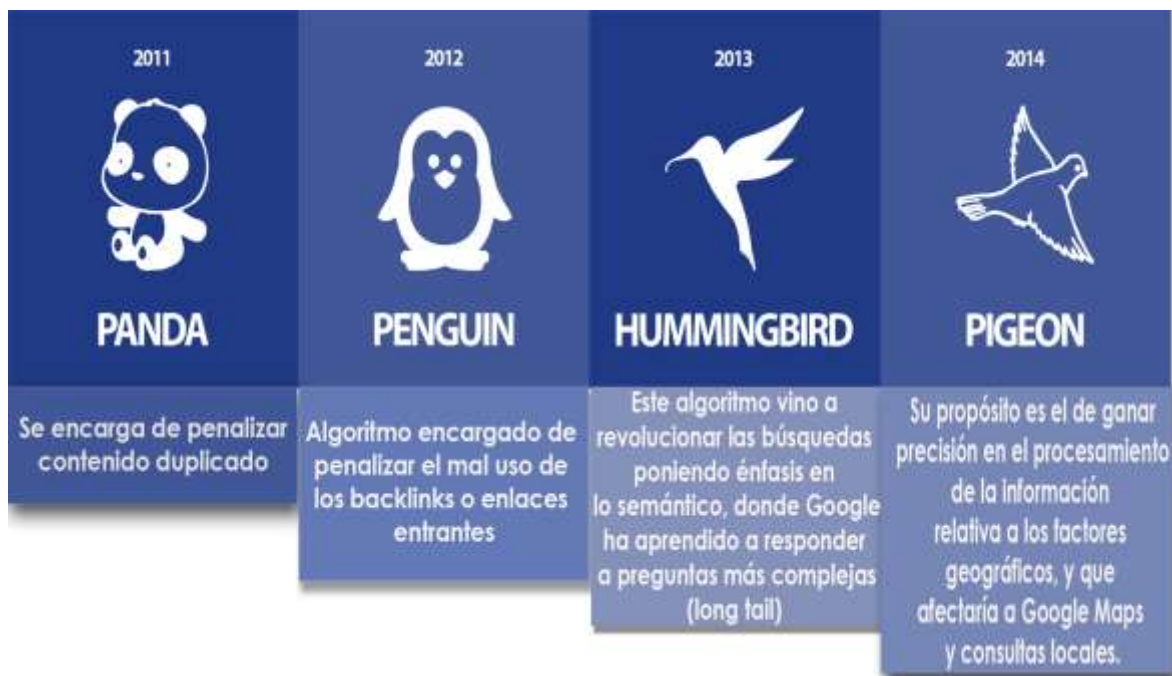 2011
PANDA
Se encarga de penalizar
contenido duplicado
2012
PENGUIN
Algoritmo encargado de
penalizar el mal uso de
los backlinks o enlaces
entrantes
2013
HUMMINGBIRD
Este algoritmo vino a
revolucionar las búsquedas
poniendo énfasis en
lo semántico, donde Google
ha aprendido a responder
a preguntas más complejas
(long tail)
2014
PIGEON
Su propósito es el de ganar
precisión en el procesamiento
de la información
relativa a los factores
geográficos, y que
afectaría a Google Maps
y consultas locales.